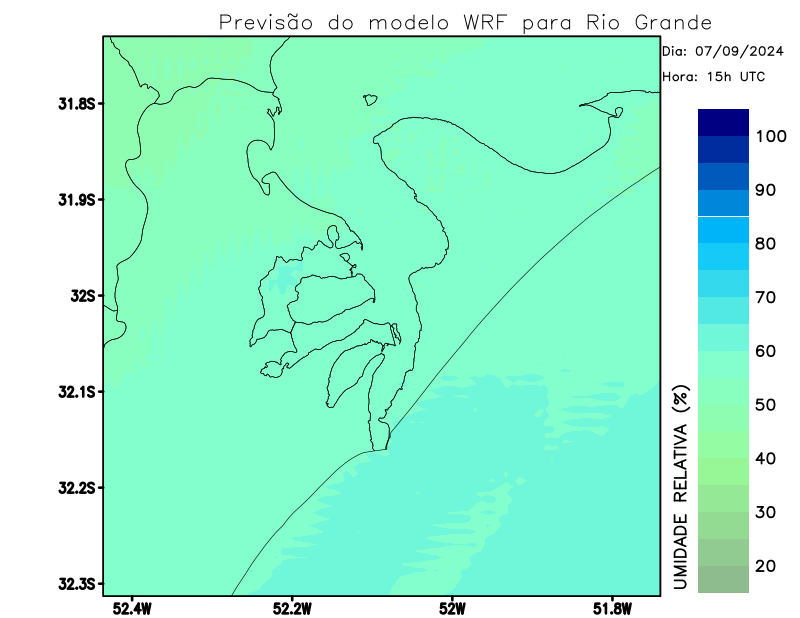 Previsão do modelo WRF para Rio Grande
Dia: 07/09/2024
Hora: 15h UTC
31.8S
31.9S
32S
32.1S
32.2S
32.3S
52.4W
52.2W
52W
51.8W
100
90
80
70
60
50
40
30
20
UMIDADE RELATIVA (%)